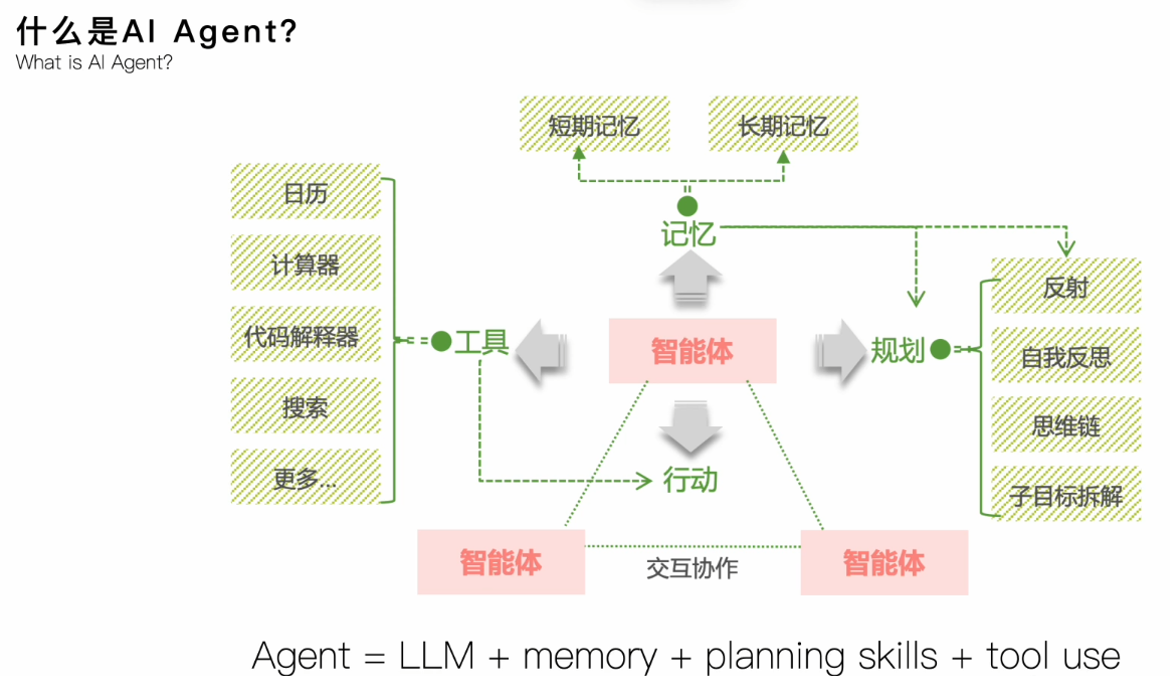 什么是AI Agent?
What is AI Agent?
短期记忆
长期记忆
日历
计算器
代码解释器
搜索
更多...
工具
记忆
智能体
规划
行动
反射
自我反思
思维链
子目标拆解
智能体
交互协作
智能体
Agent = LLM + memory + planning skills + tool use